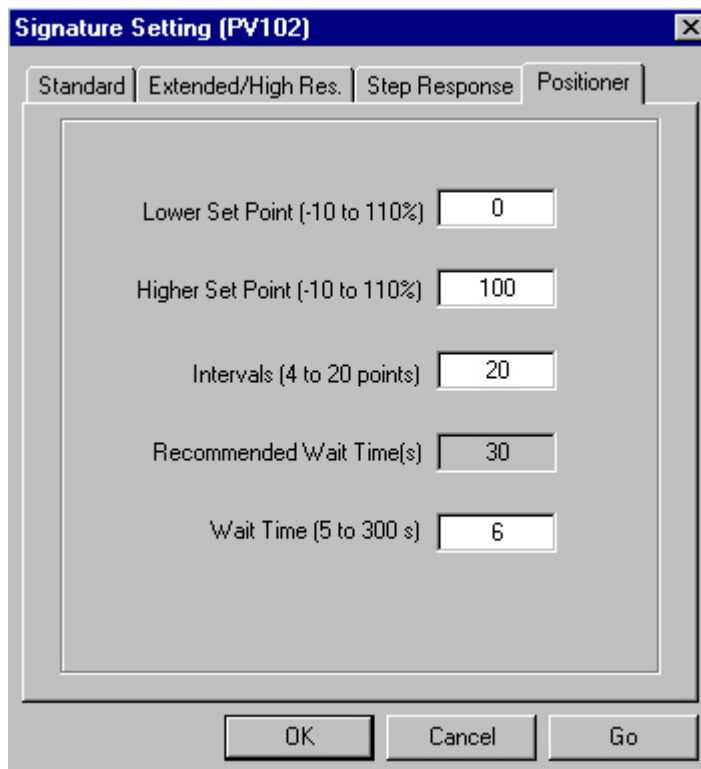 Signature Setting (PV102)
Standard Extended/High Res. Step Response Positioner
Lower Set Point (-10 to 110%) 0
Higher Set Point (-10 to 110%) 100
Intervals (4 to 20 points) 20
Recommended Wait Time(s) 30
Wait Time (5 to 300 s) 6
OK Cancel Go